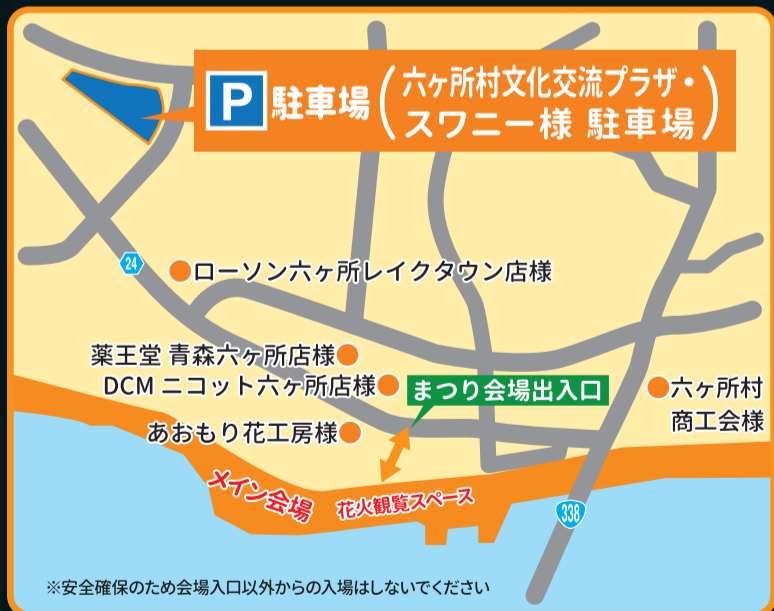 P 駐車場(六ヶ所村文化交流プラザ・
スワニー様 駐車場)
24
ローソン六ヶ所レイクタウン店様
薬王堂 青森六ヶ所店様
DCM ニコット六ヶ所店様
まつり会場出入口
六ヶ所村
商工会様
あおもり花工房様
メイン会場
花火観覧スペース
338
※安全確保のため会場入口以外からの入場はしないでください